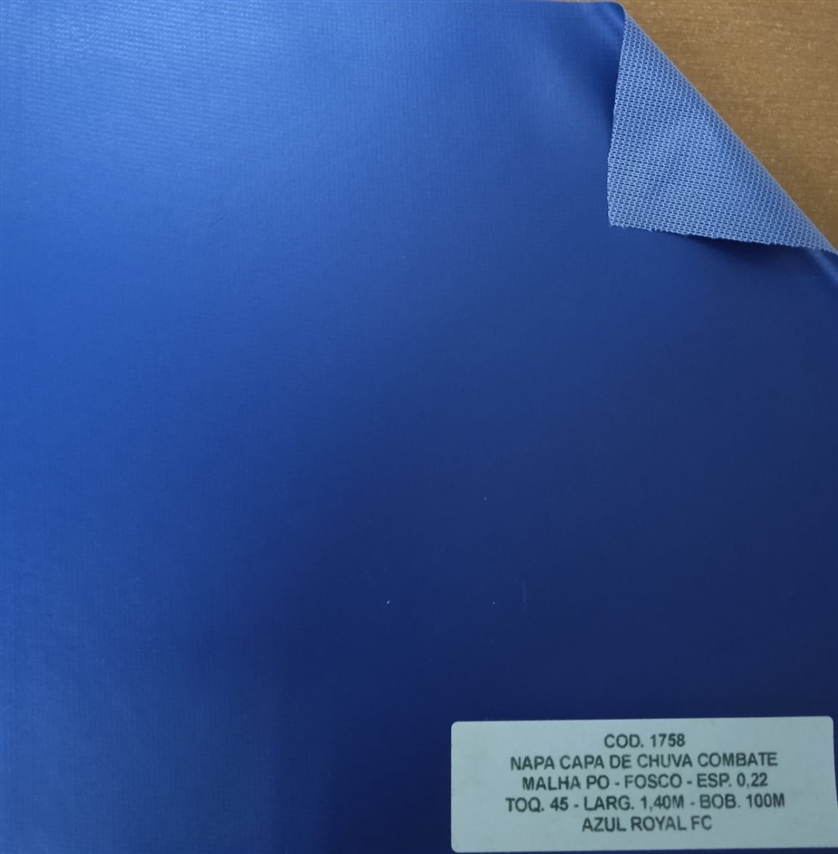 COD. 1758
NAPA CAPA DE CHUVA COMBATE
MALHA PO - FOSCO - ESP. 0,22
TOQ. 45 - LARG. 1,40M - BOB. 100M
AZUL ROYAL FC